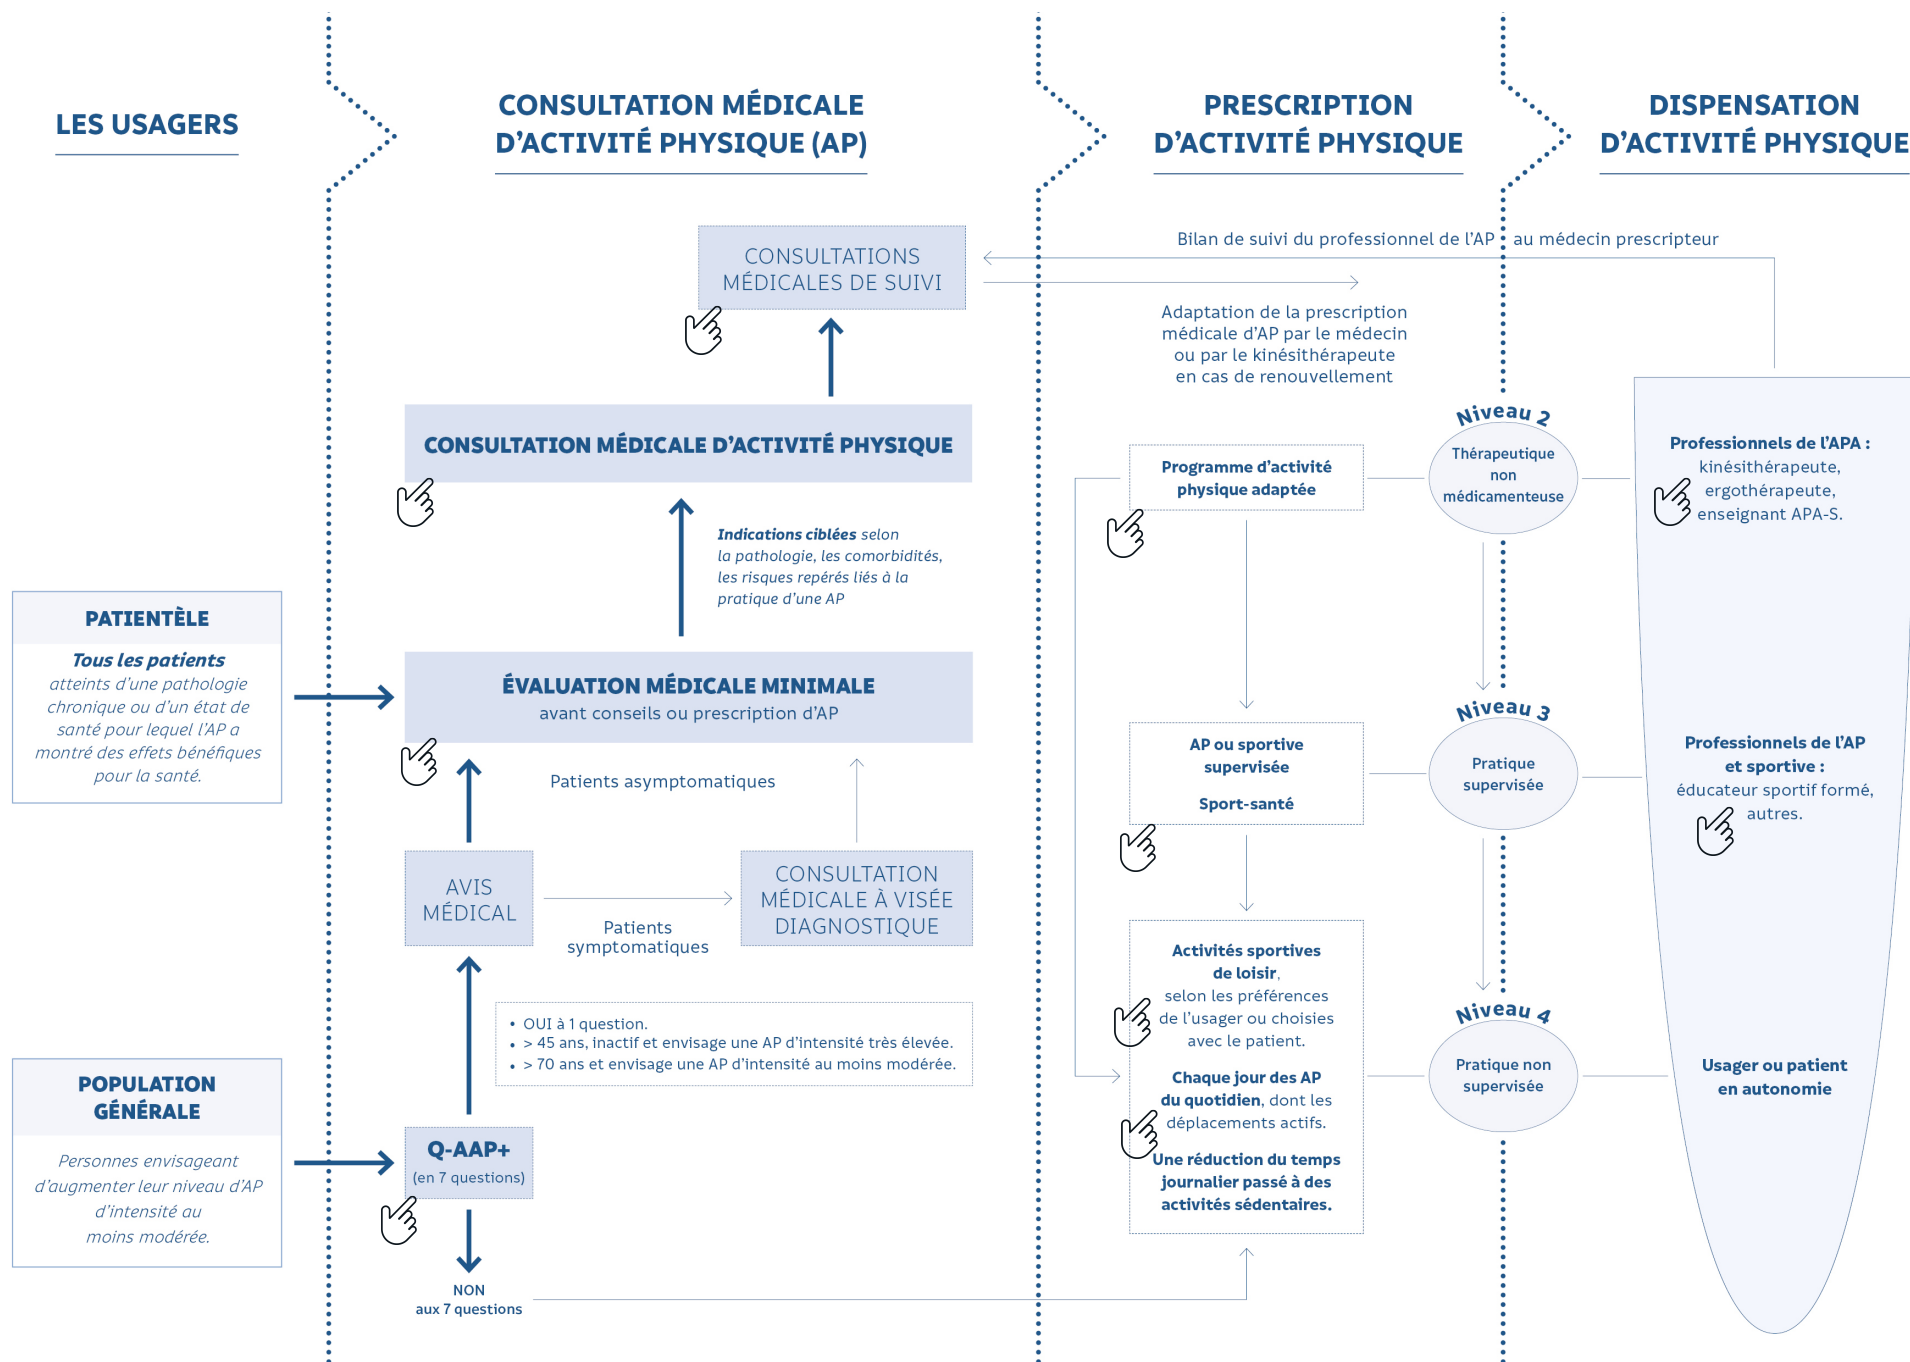 LES USAGERS
CONSULTATION MÉDICALE
D'ACTIVITÉ PHYSIQUE (AP)
PRESCRIPTION
D'ACTIVITÉ PHYSIQUE
DISPENSATION
D'ACTIVITÉ PHYSIQUE
PATIENTÈLE
Tous les patients
atteints d'une pathologie
chronique ou d'un état de
santé pour lequel l'AP a
montré des effets bénéfiques
pour la santé.
POPULATION
GÉNÉRALE
Personnes envisageant
d'augmenter leur niveau d'AP
d'intensité au
moins modérée.
CONSULTATIONS
MÉDICALES DE SUIVI
CONSULTATION MÉDICALE D'ACTIVITÉ PHYSIQUE
Indications ciblées selon
la pathologie, les comorbidités,
les risques repérés liés à la
pratique d'une AP
ÉVALUATION MÉDICALE MINIMALE
avant conseils ou prescription d'AP
Patients asymptomatiques
AVIS
MÉDICAL
Patients
symptomatiques
CONSULTATION
MÉDICALE À VISÉE
DIAGNOSTIQUE
• OUI à 1 question.
• > 45 ans, inactif et envisage une AP d'intensité très élevée.
• > 70 ans et envisage une AP d'intensité au moins modérée.
Q-AAP+
(en 7 questions)
NON
aux 7 questions
Bilan de suivi du professionnel de l'AP au médecin prescripteur
Adaptation de la prescription
médicale d'AP par le médecin
ou par le kinésithérapeute
en cas de renouvellement
Programme d'activité
physique adaptée
AP ou sportive
supervisée
Sport-santé
Activités sportives
de loisir,
selon les préférences
de l'usager ou choisies
avec le patient.
Chaque jour des AP
du quotidien, dont les
déplacements actifs.
Une réduction du temps
journalier passé à des
activités sédentaires.
Niveau 2
Thérapeutique
non
médicamenteuse
Niveau 3
Pratique
supervisée
Niveau 4
Pratique non
supervisée
Professionnels de l'APA :
kinésithérapeute,
ergothérapeute,
enseignant APA-S.
Professionnels de l'AP
et sportive :
éducateur sportif formé,
autres.
Usager ou patient
en autonomie